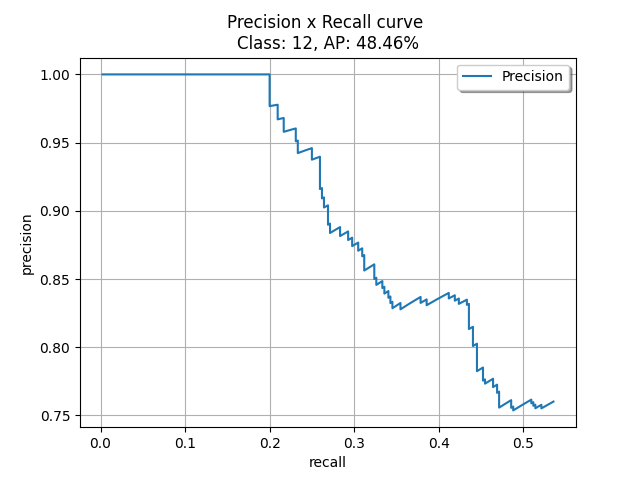 Precision x Recall curve
Class: 12, AP: 48.46%
Precision
precision
1.00
0.95
0.90
0.85
0.80
0.75
0.0 0.1 0.2 0.3 0.4 0.5
recall